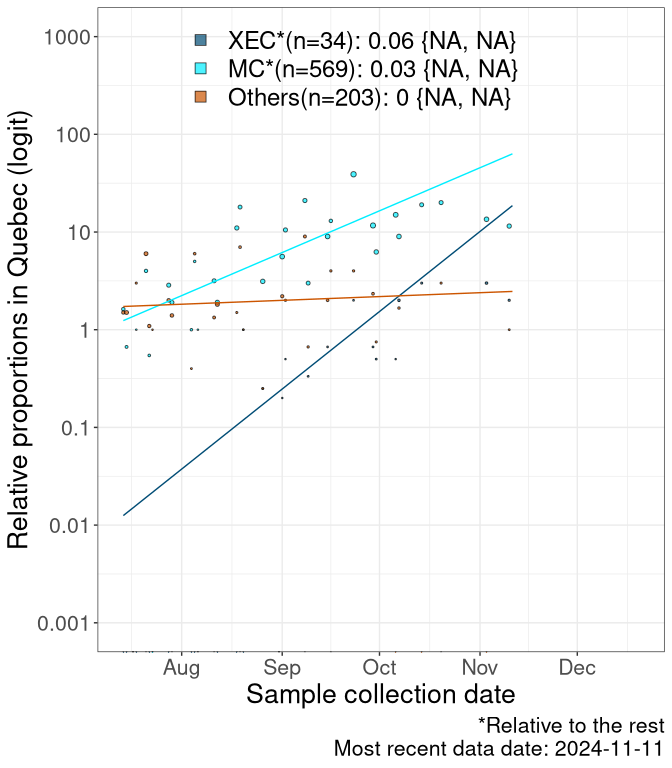 XEC*(n=34): 0.06 {NA, NA}
MC*(n=569): 0.03 {NA, NA}
Others(n=203): 0 {NA, NA}
Relative proportions in Quebec (logit)
1000
100
10
1
0.1
0.01
0.001
Aug Sep Oct Nov Dec
Sample collection date
*Relative to the rest
Most recent data date: 2024-11-11